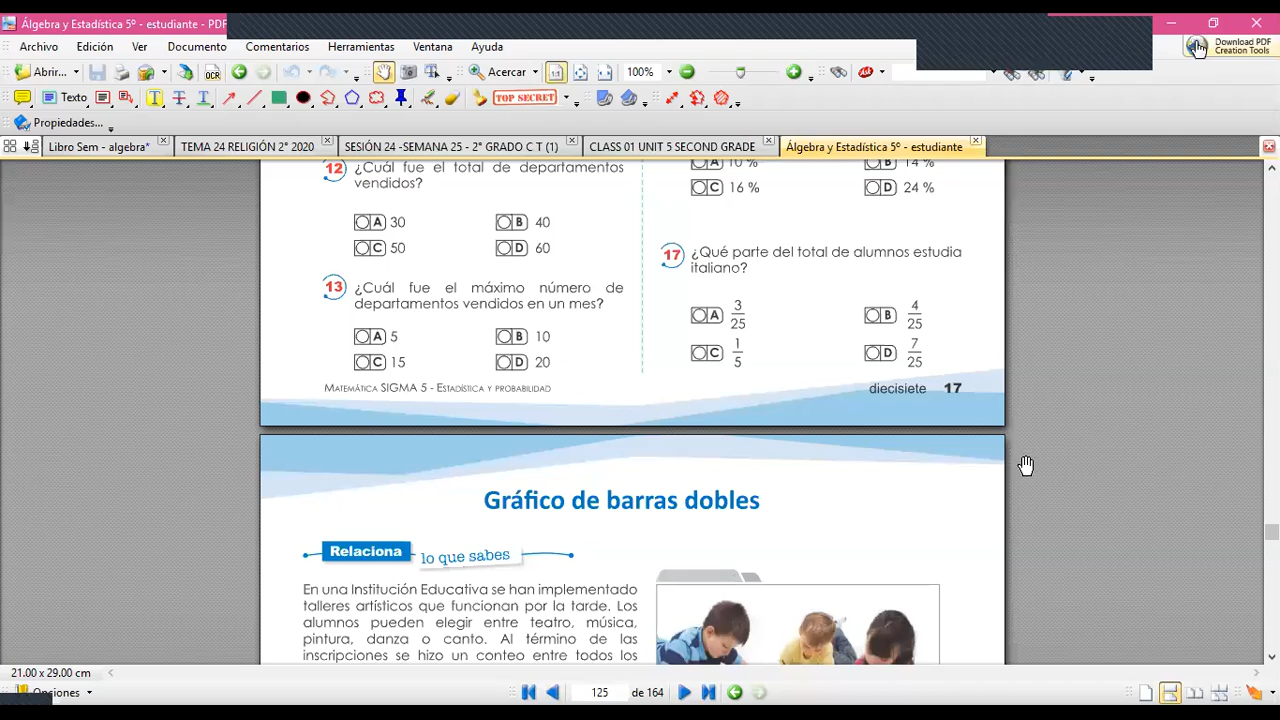 Álgebra y Estadística 5º - estudiante - PDF
Archivo Edición Ver Documento Comentarios Herramientas Ventana Ayuda
Download PDF
Creation Tools
Abrir... OCR Acercar 1:1 100%
T Texto T T T TOP SECRET
Propiedades...
Libro Sem - algebra* TEMA 24 RELIGIÓN 2° 2020 SESIÓN 24 -SEMANA 25 - 2° GRADO C T (1) CLASS 01 UNIT 5 SECOND GRADE Álgebra y Estadística 5º - estudiante
12 ¿Cuál fue el total de departamentos
vendidos?
A 30 B 40
C 50 D 60
13 ¿Cuál fue el máximo número de
departamentos vendidos en un mes?
A 5 B 10
C 15 D 20
MATEMÁTICA SIGMA 5 - ESTADÍSTICA Y PROBABILIDAD
A 10 % B 14 %
C 16 % D 24 %
17 ¿Qué parte del total de alumnos estudia
italiano?
A 3/25 B 4/25
C 1/5 D 7/25
diecisiete 17
Gráfico de barras dobles
Relaciona lo que sabes
En una Institución Educativa se han implementado
talleres artísticos que funcionan por la tarde. Los
alumnos pueden elegir entre teatro, música,
pintura, danza o canto. Al término de las
inscripciones se hizo un conteo entre todos los
21.00 x 29.00 cm
Opciones 125 de 164